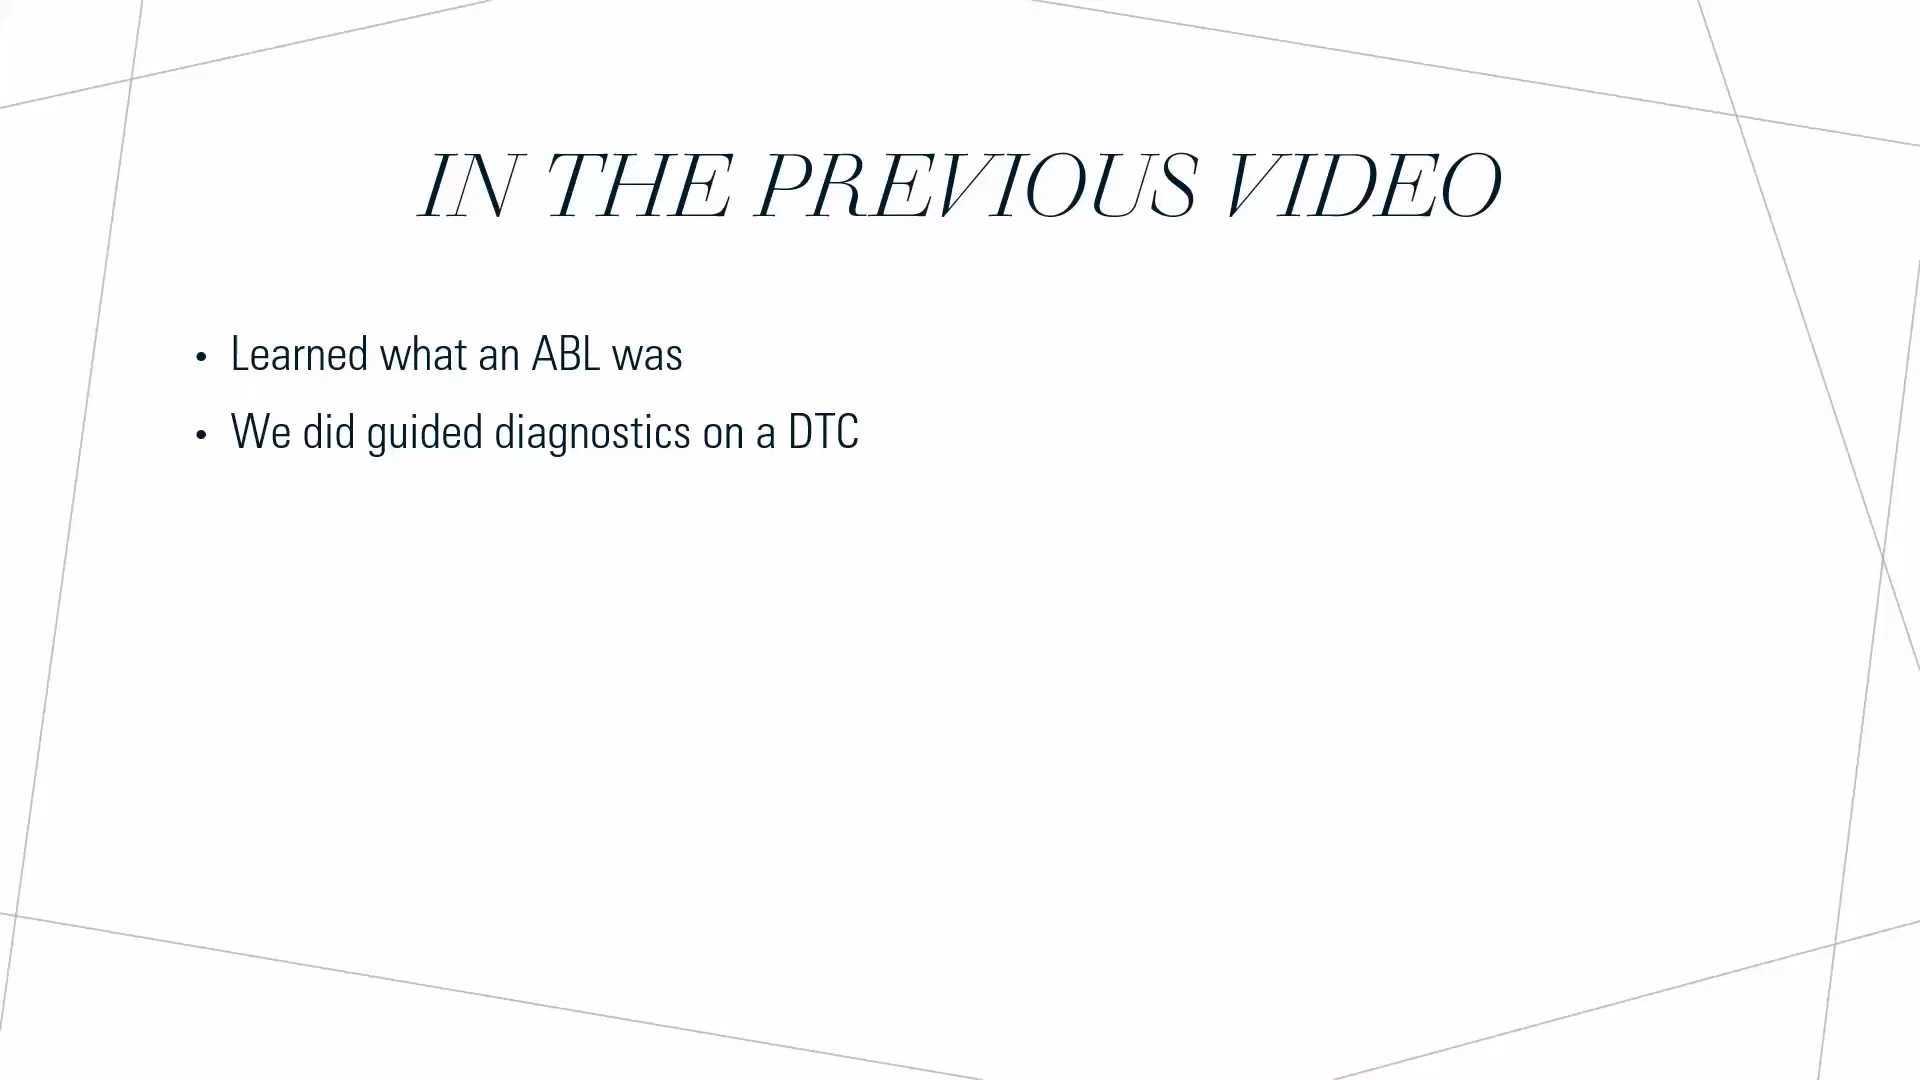 IN THE PREVIOUS VIDEO
• Learned what an ABL was
• We did guided diagnostics on a DTC